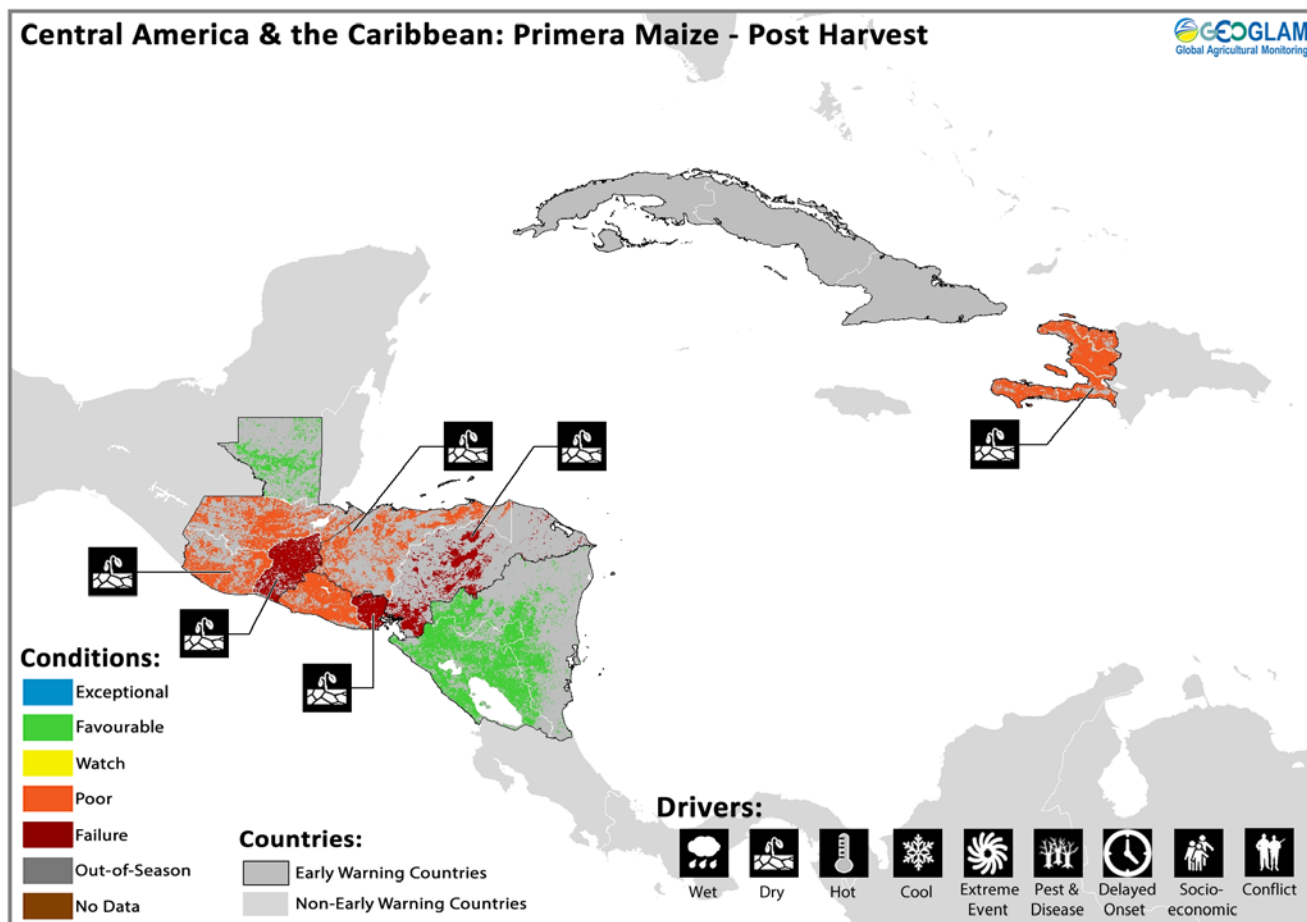 Central America & the Caribbean: Primera Maize - Post Harvest
GEOGLAM
Global Agricultural Monitoring
Conditions:
Exceptional
Favourable
Watch
Poor
Failure
Out-of-Season
No Data
Countries:
Early Warning Countries
Non-Early Warning Countries
Drivers:
Wet
Dry
Hot
Cool
Extreme
Event
Pest &
Disease
Delayed
Onset
Socio-
economic
Conflict